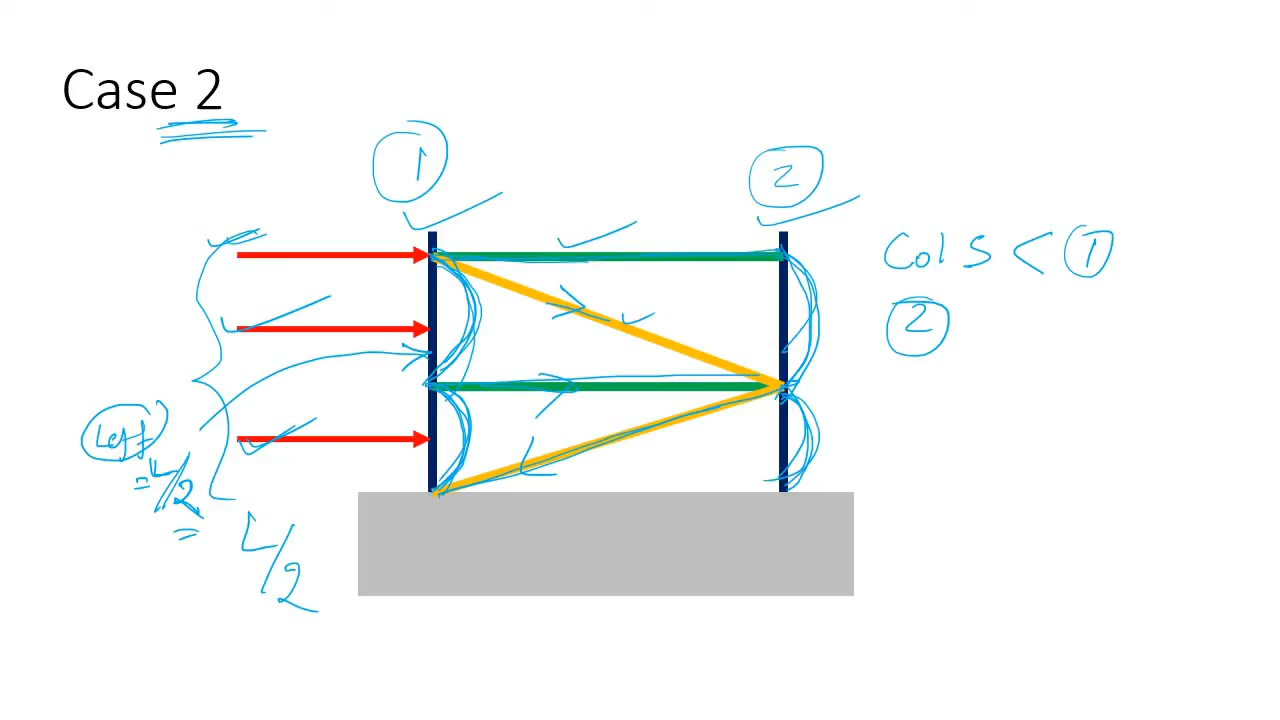 Case 2
1
2
Cols < 1
2
Leff
= L/2
L/2